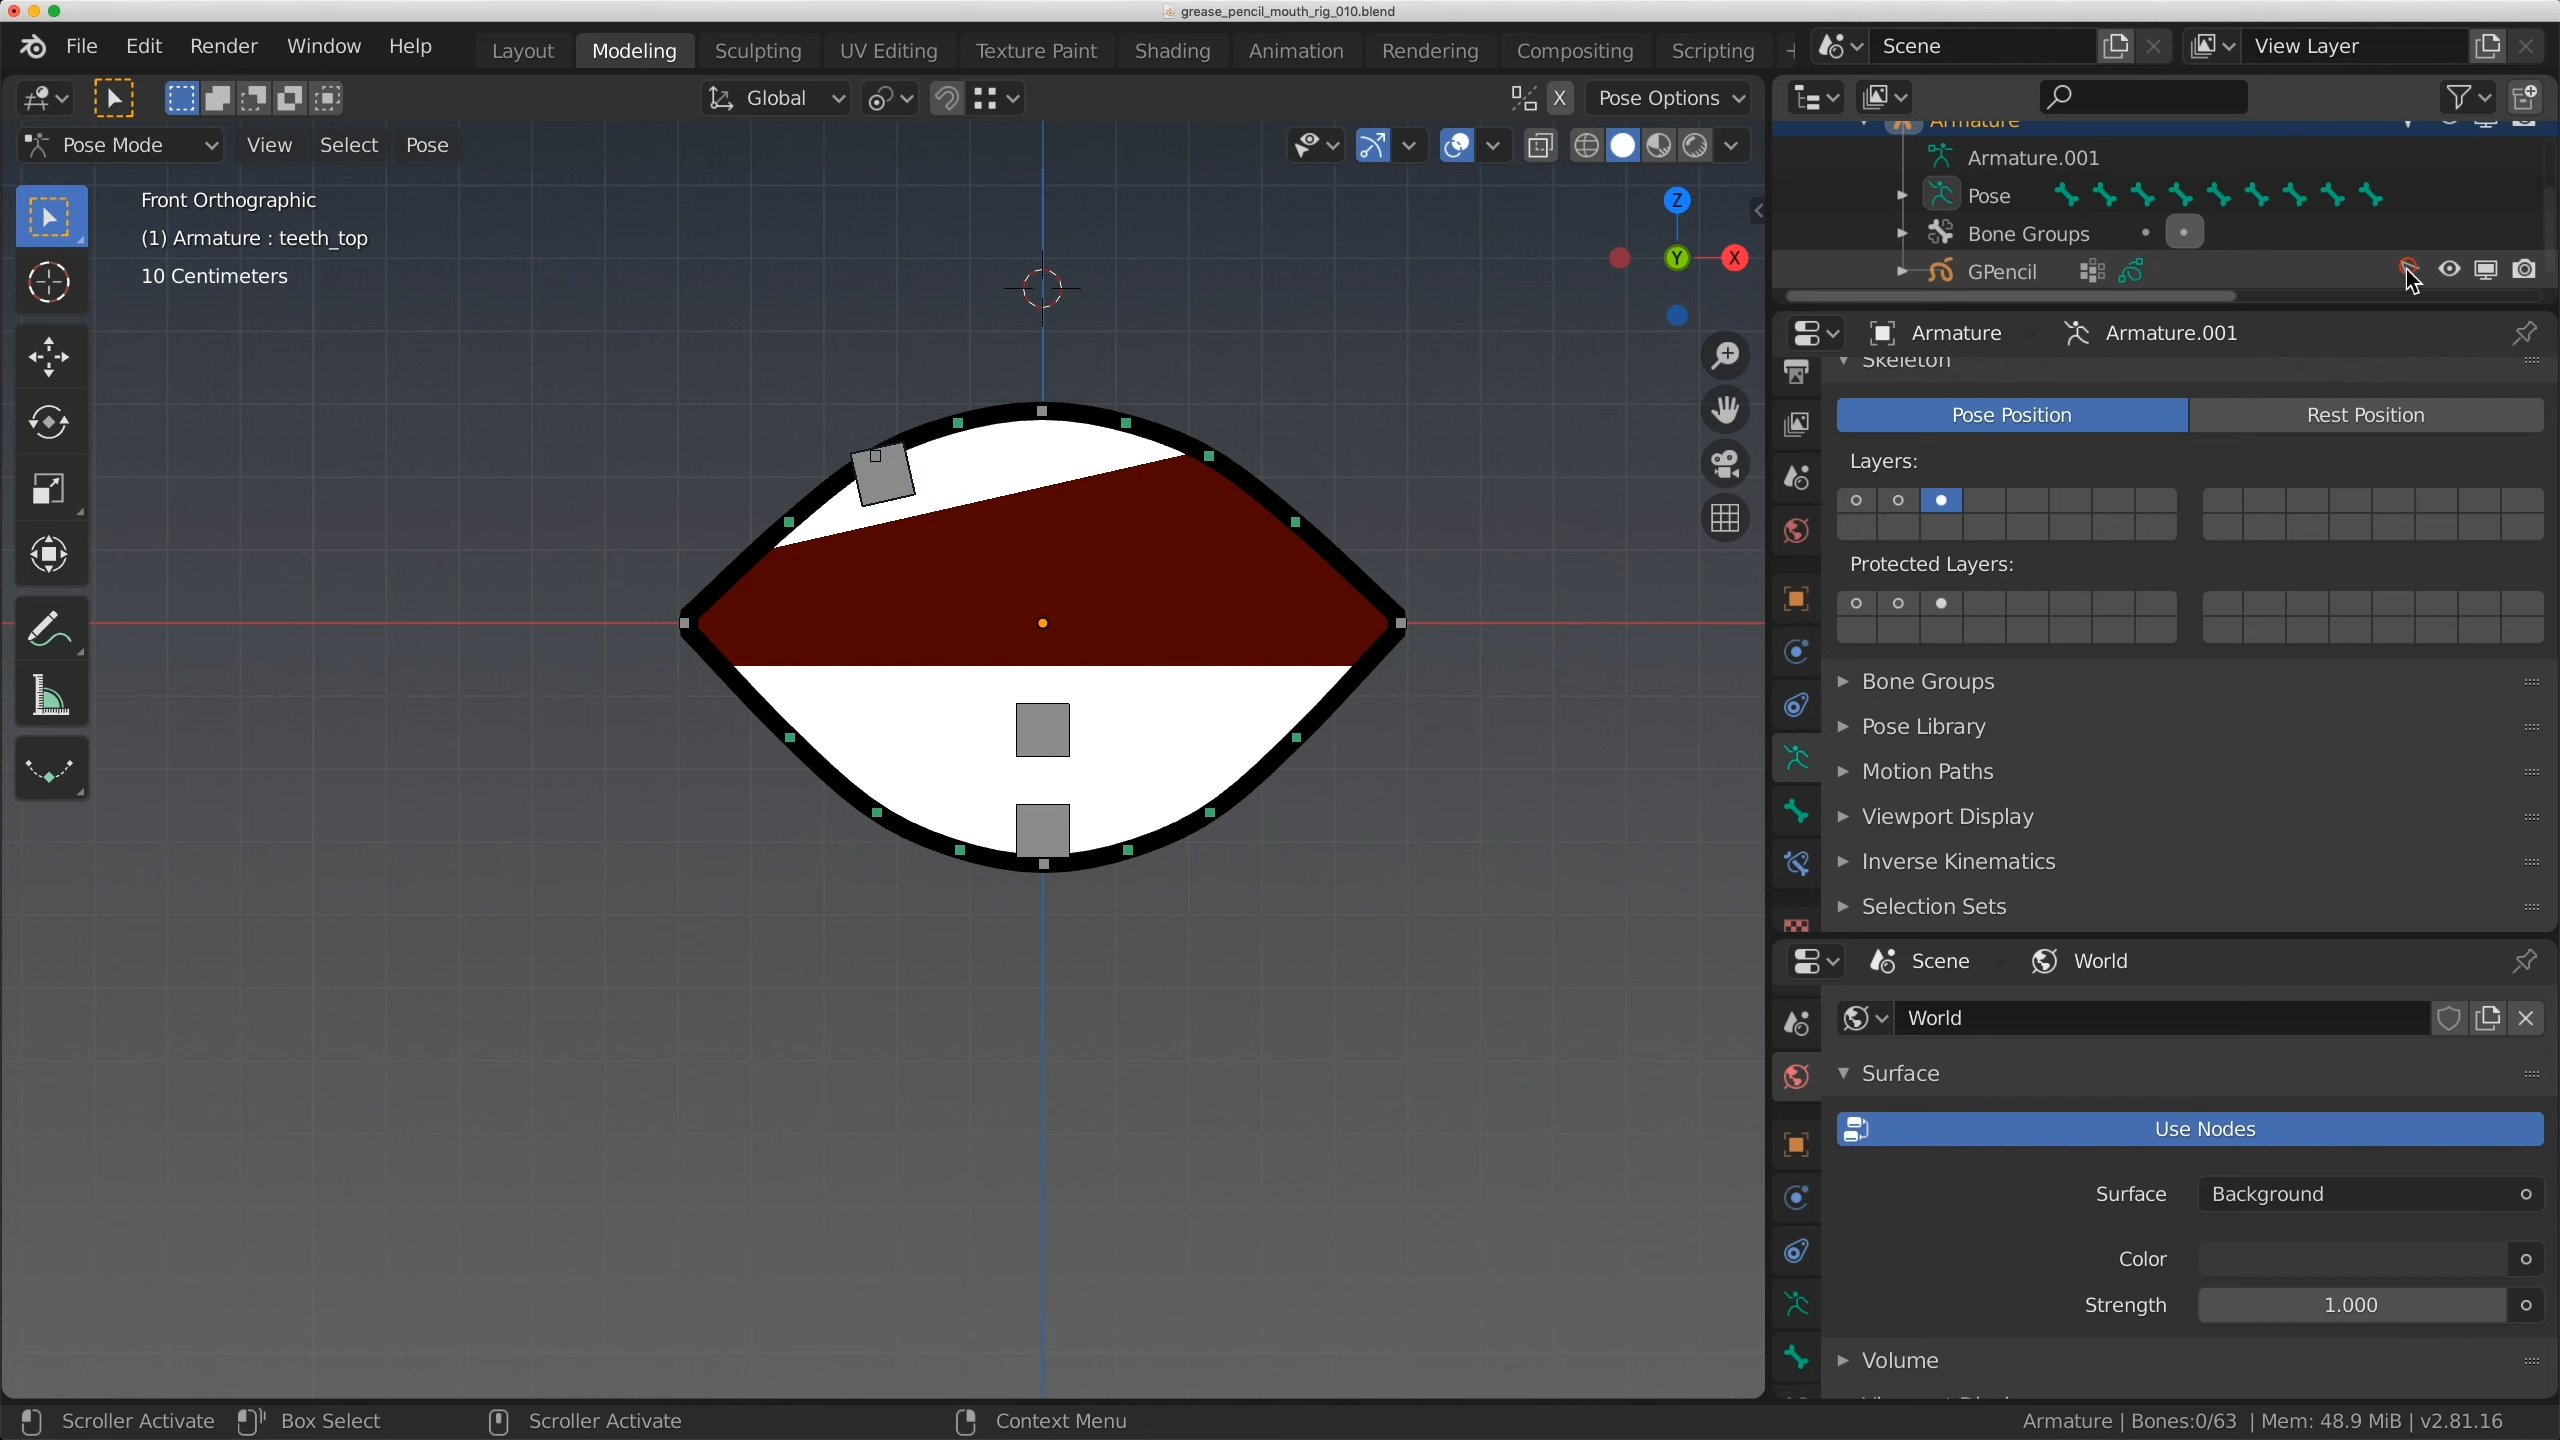 grease_pencil_mouth_rig_010.blend
File Edit Render Window Help Layout Modeling Sculpting UV Editing Texture Paint Shading Animation Rendering Compositing Scripting Scene View Layer
Global X Pose Options
Pose Mode View Select Pose
Armature
Armature.001
Pose
Bone Groups
GPencil
Front Orthographic
(1) Armature : teeth_top
10 Centimeters
Z
Y
X
Armature Armature.001
Skeleton
Pose Position Rest Position
Layers:
Protected Layers:
Bone Groups
Pose Library
Motion Paths
Viewport Display
Inverse Kinematics
Selection Sets
Scene World
World
Surface
Use Nodes
Surface Background
Color
Strength 1.000
Volume
Scroller Activate Box Select Scroller Activate Context Menu Armature | Bones:0/63 | Mem: 48.9 MiB | v2.81.16